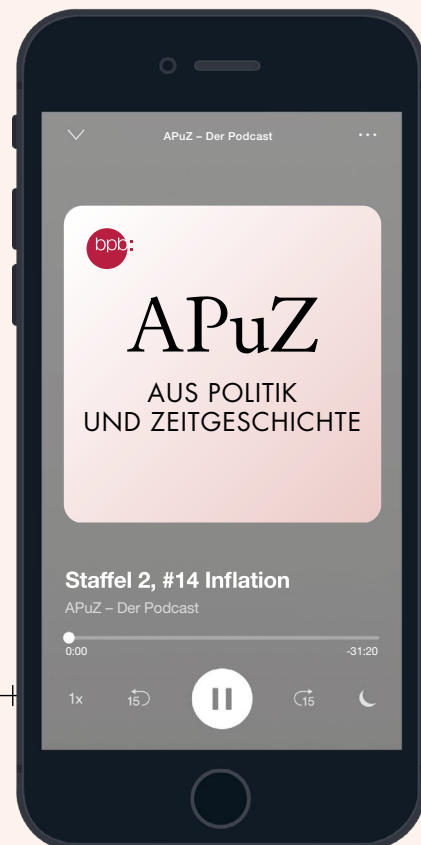 APuZ – Der Podcast
bpb:
APuZ
AUS POLITIK
UND ZEITGESCHICHTE
Staffel 2, #14 Inflation
APuZ – Der Podcast
0:00 -31:20
1x 15 15